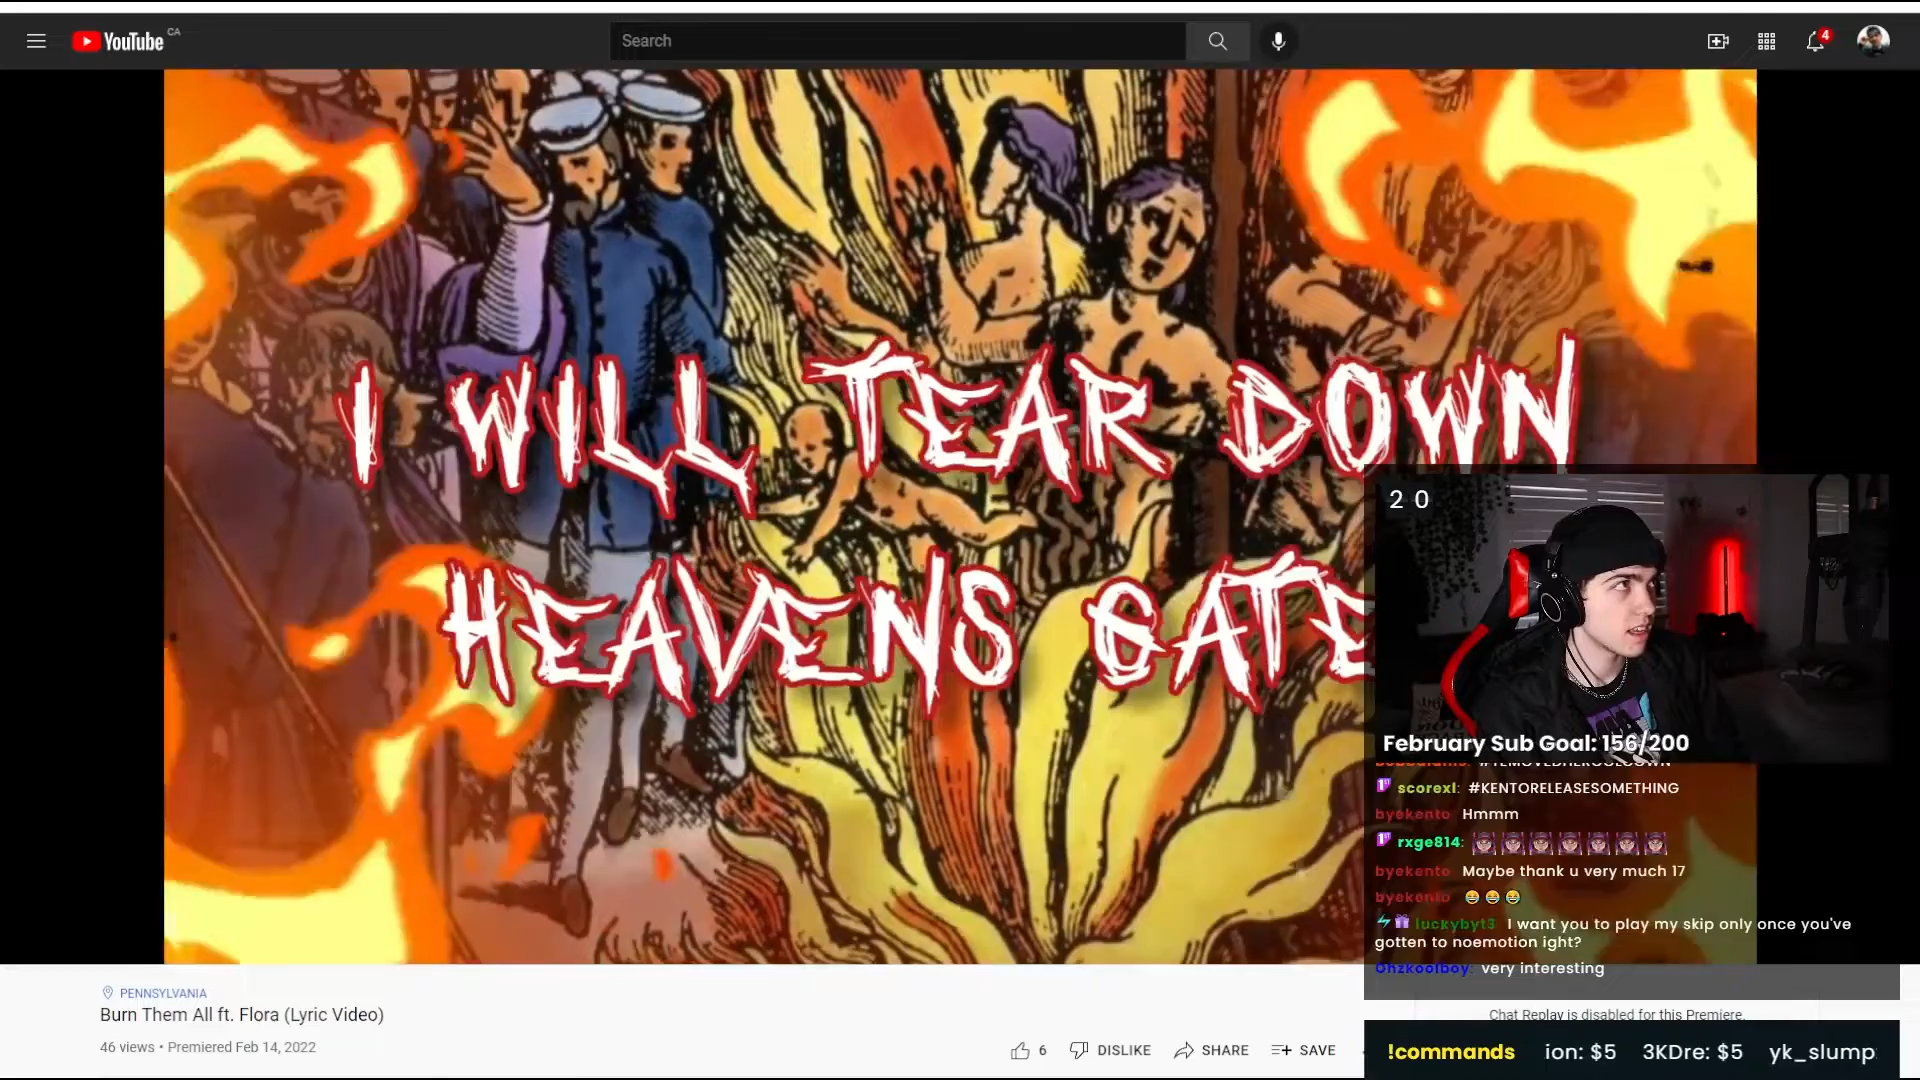 YouTube CA
Search
4
I WILL TEAR DOWN
HEAVENS GATE
20
February Sub Goal: 156/200
scorexl: #KENTORELEASESOMETHING
byekento Hmmm
rxge814:
byekento Maybe thank u very much 17
byekento
luckybyt3 I want you to play my skip only once you've
gotten to noemotion ight?
Ohzkoolboy: very interesting
PENNSYLVANIA
Burn Them All ft. Flora (Lyric Video)
46 views • Premiered Feb 14, 2022
6 DISLIKE SHARE SAVE
Chat Replay is disabled for this Premiere.
!commands ion: $5 3KDre: $5 yk_slump